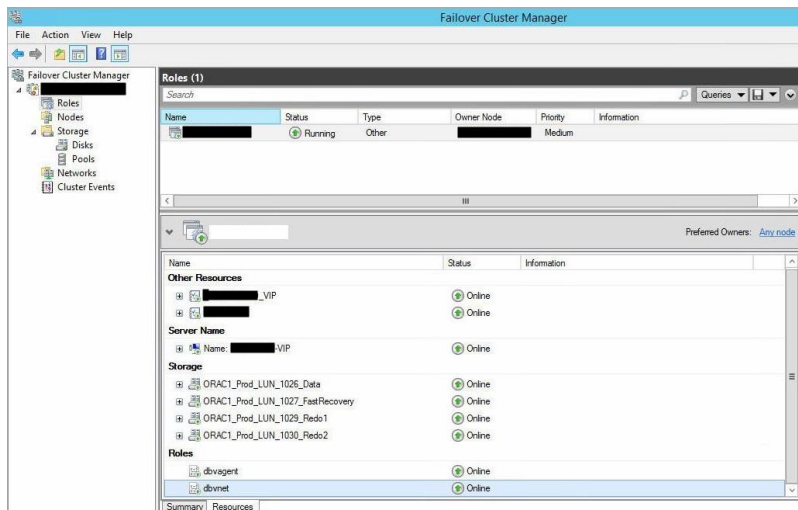 Failover Cluster Manager
File Action View Help
Failover Cluster Manager
Roles
Nodes
Storage
Disks
Pools
Networks
Cluster Events
Roles (1)
Search
Queries
Name Status Type Owner Node Priority Information
Running Other Medium
Preferred Owners: Any node
Name Status Information
Other Resources
_VIP Online
Online
Server Name
Name: -VIP Online
Storage
ORAC1_Prod_LUN_1026_Data Online
ORAC1_Prod_LUN_1027_FastRecovery Online
ORAC1_Prod_LUN_1029_Redo1 Online
ORAC1_Prod_LUN_1030_Redo2 Online
Roles
dbvagent Online
dbvnet Online
Summary Resources